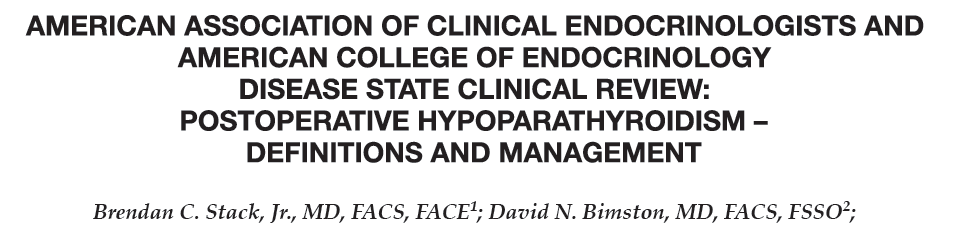 AMERICAN ASSOCIATION OF CLINICAL ENDOCRINOLOGISTS AND
AMERICAN COLLEGE OF ENDOCRINOLOGY
DISEASE STATE CLINICAL REVIEW:
POSTOPERATIVE HYPOPARATHYROIDISM –
DEFINITIONS AND MANAGEMENT
Brendan C. Stack, Jr., MD, FACS, FACE¹; David N. Bimston, MD, FACS, FSSO²;